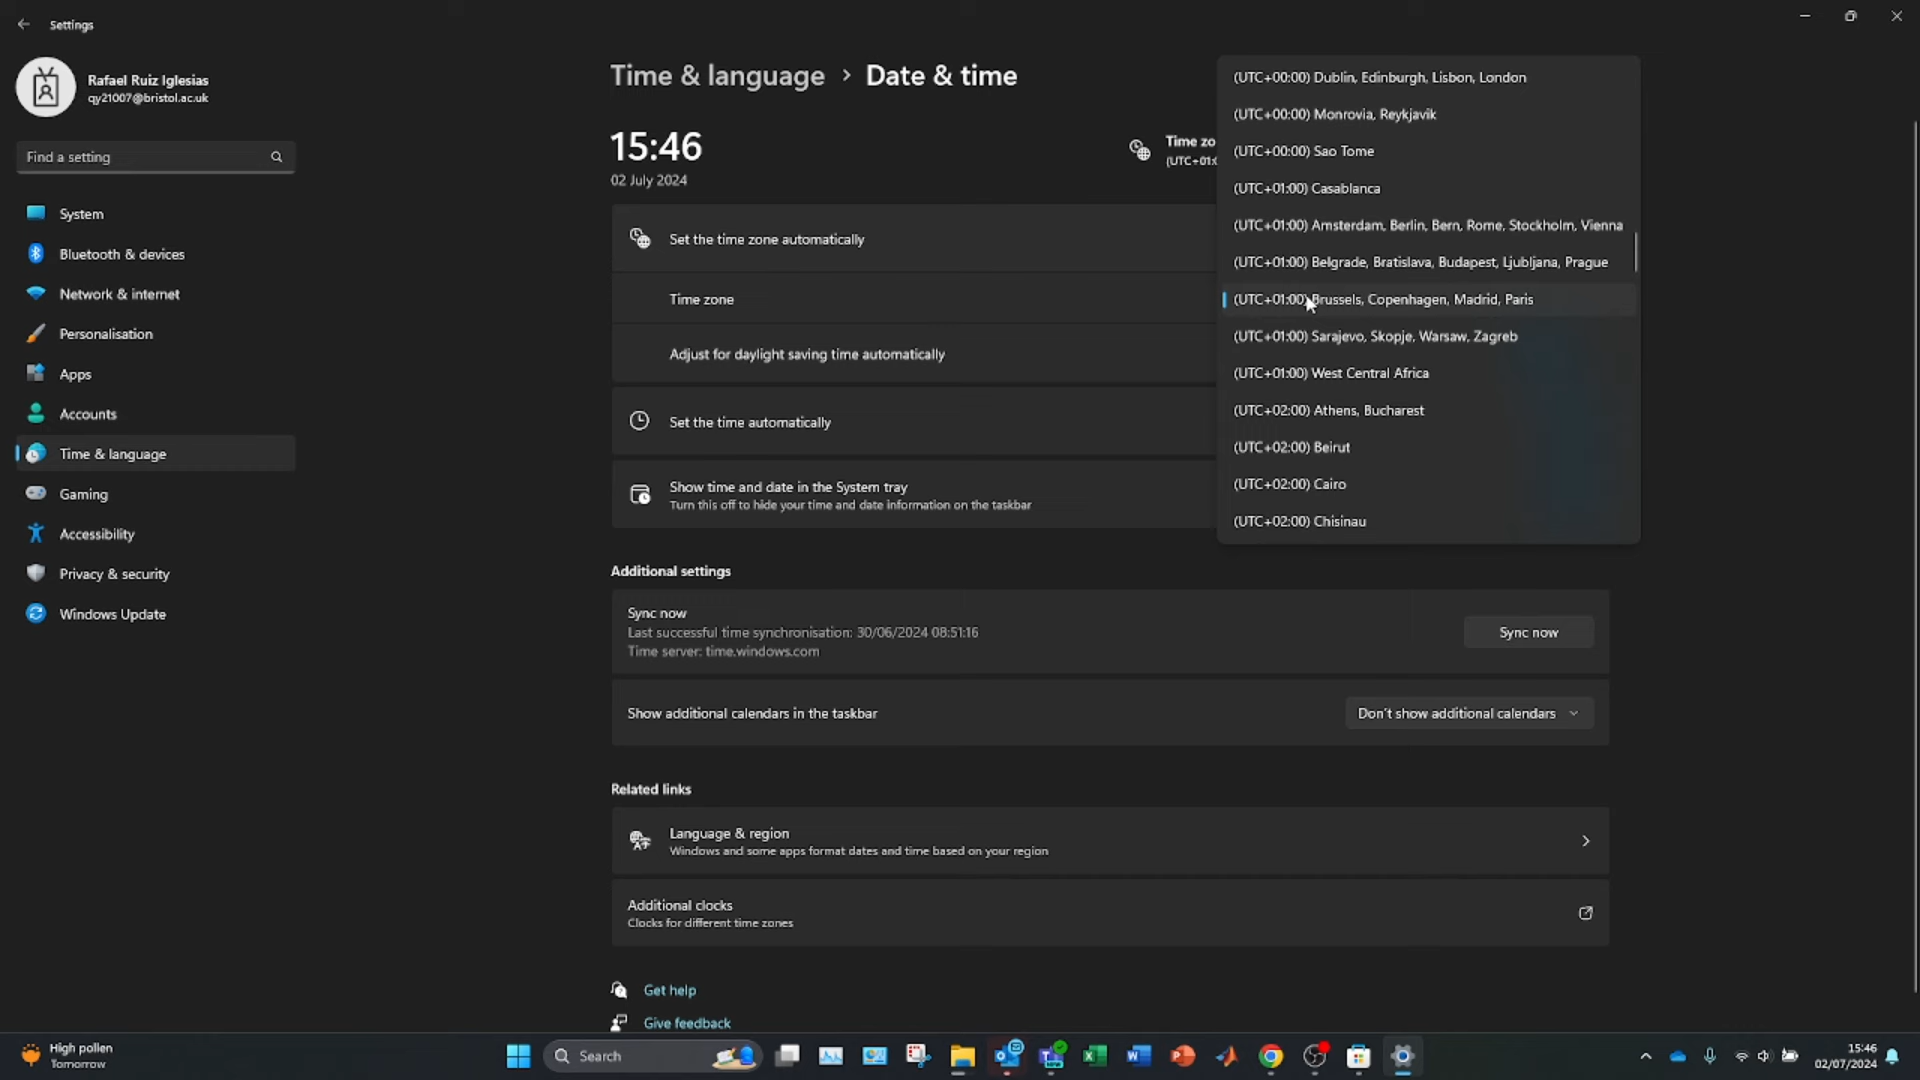 Settings
Rafael Ruiz Iglesias
qy21007@bristol.ac.uk
Find a setting
System
Bluetooth & devices
Network & internet
Personalisation
Apps
Accounts
Time & language
Gaming
Accessibility
Privacy & security
Windows Update
Time & language > Date & time
15:46
02 July 2024
Time zo
(UTC+01:0
Set the time zone automatically
Time zone
Adjust for daylight saving time automatically
Set the time automatically
Show time and date in the System tray
Turn this off to hide your time and date information on the taskbar
(UTC+00:00) Dublin, Edinburgh, Lisbon, London
(UTC+00:00) Monrovia, Reykjavik
(UTC+00:00) Sao Tome
(UTC+01:00) Casablanca
(UTC+01:00) Amsterdam, Berlin, Bern, Rome, Stockholm, Vienna
(UTC+01:00) Belgrade, Bratislava, Budapest, Ljubljana, Prague
(UTC+01:00) Brussels, Copenhagen, Madrid, Paris
(UTC+01:00) Sarajevo, Skopje, Warsaw, Zagreb
(UTC+01:00) West Central Africa
(UTC+02:00) Athens, Bucharest
(UTC+02:00) Beirut
(UTC+02:00) Cairo
(UTC+02:00) Chisinau
Additional settings
Sync now
Last successful time synchronisation: 30/06/2024 08:51:16
Time server: time.windows.com
Sync now
Show additional calendars in the taskbar
Don't show additional calendars
Related links
Language & region
Windows and some apps format dates and time based on your region
Additional clocks
Clocks for different time zones
Get help
Give feedback
High pollen
Tomorrow
Search
15:46
02/07/2024